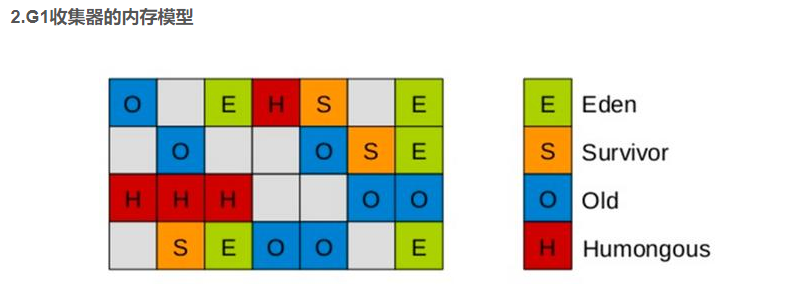 2.G1收集器的内存模型
O E H S E E Eden
O O S E S Survivor
H H H O O O Old
S E O O E H Humongous